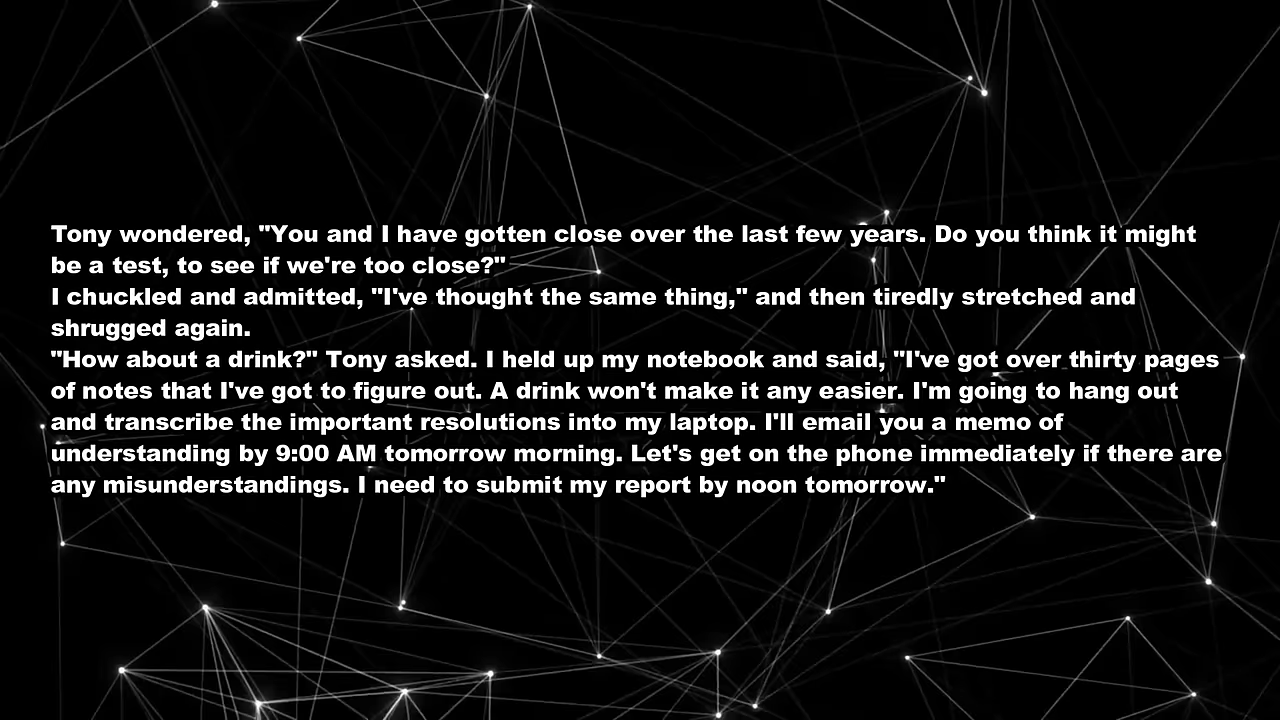 Tony wondered, "You and I have gotten close over the last few years. Do you think it might
be a test, to see if we're too close?"
I chuckled and admitted, "I've thought the same thing," and then tiredly stretched and
shrugged again.
"How about a drink?" Tony asked. I held up my notebook and said, "I've got over thirty pages
of notes that I've got to figure out. A drink won't make it any easier. I'm going to hang out
and transcribe the important resolutions into my laptop. I'll email you a memo of
understanding by 9:00 AM tomorrow morning. Let's get on the phone immediately if there are
any misunderstandings. I need to submit my report by noon tomorrow."